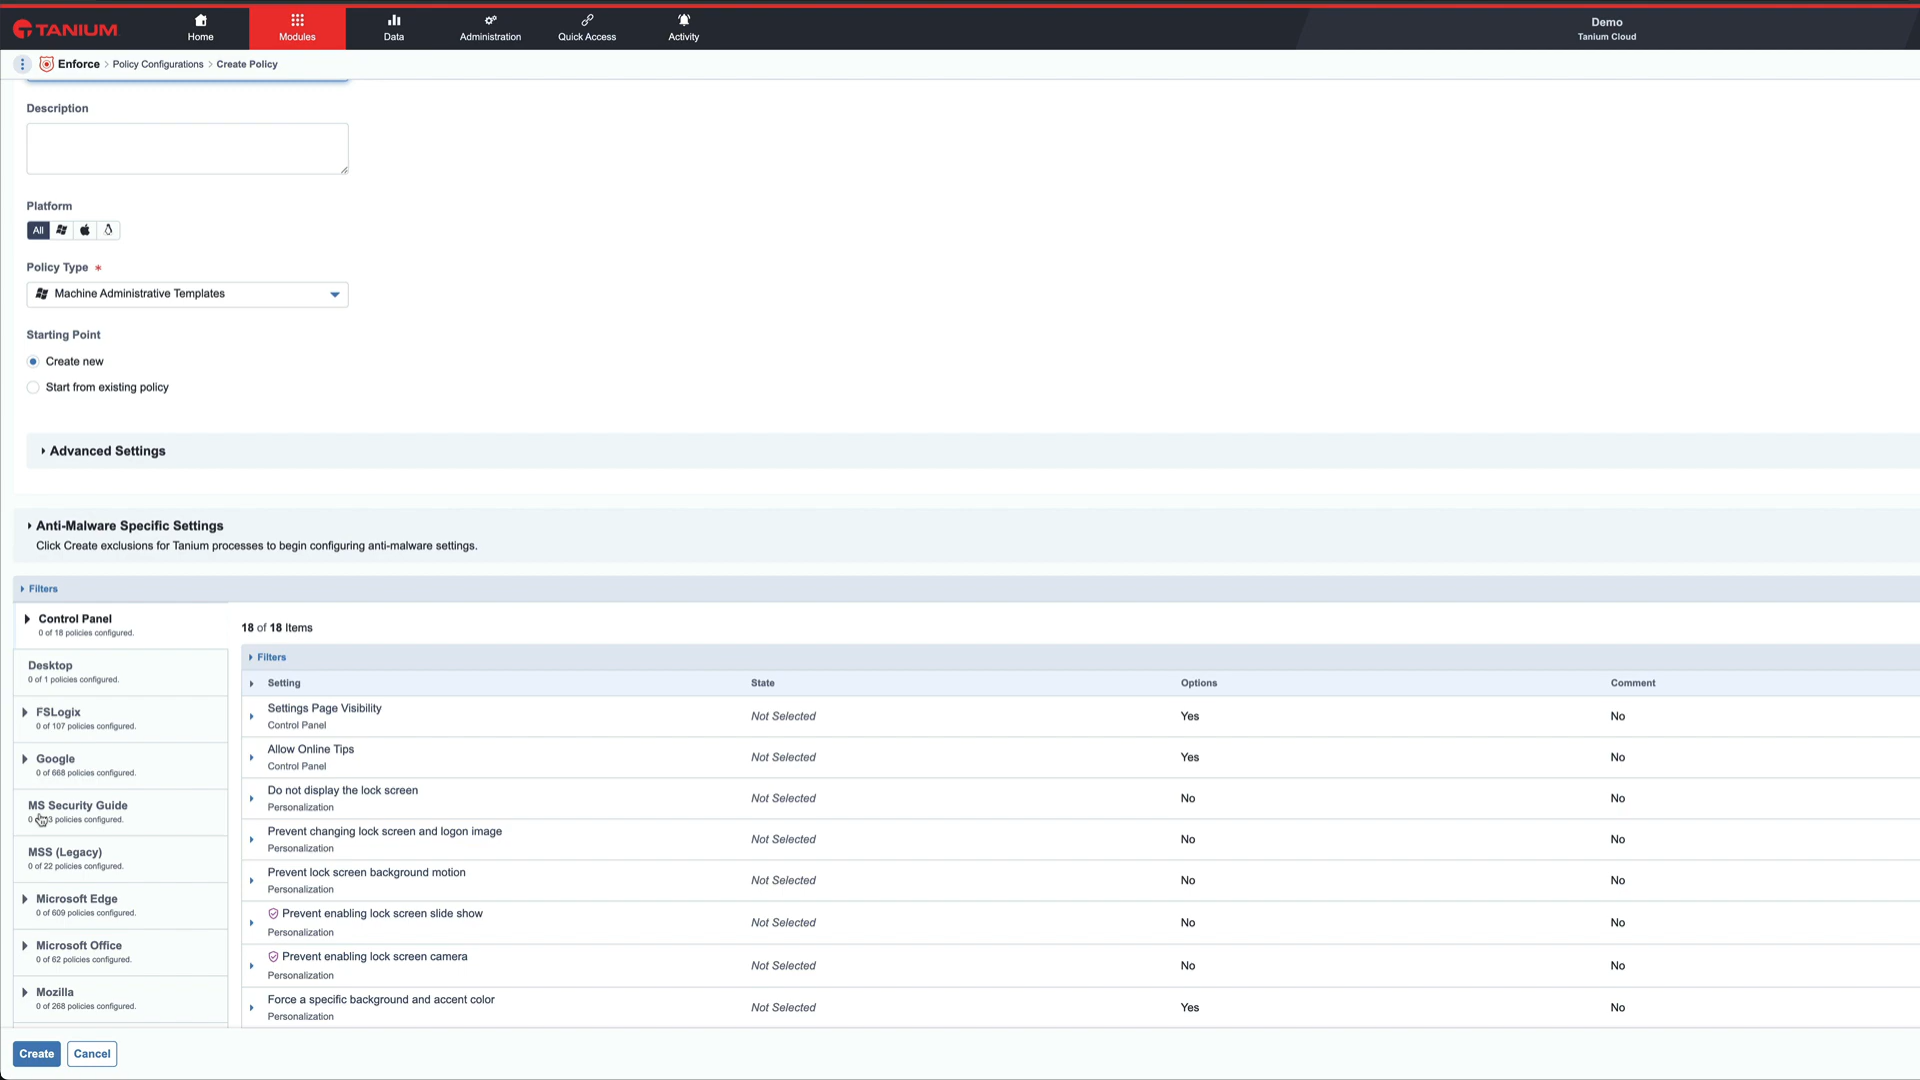 TANIUM
Home
Modules
Data
Administration
Quick Access
Activity
Demo
Tanium Cloud
Enforce > Policy Configurations > Create Policy
Description
Platform
All
Policy Type *
Machine Administrative Templates
Starting Point
Create new
Start from existing policy
Advanced Settings
Anti-Malware Specific Settings
Click Create exclusions for Tanium processes to begin configuring anti-malware settings.
Filters
Control Panel
0 of 18 policies configured.
Desktop
0 of 1 policies configured.
FSLogix
0 of 107 policies configured.
Google
0 of 668 policies configured.
MS Security Guide
0 policies configured.
MSS (Legacy)
0 of 22 policies configured.
Microsoft Edge
0 of 609 policies configured.
Microsoft Office
0 of 62 policies configured.
Mozilla
0 of 268 policies configured.
18 of 18 Items
Filters
Setting State Options Comment
Settings Page Visibility
Control Panel
Not Selected Yes No
Allow Online Tips
Control Panel
Not Selected Yes No
Do not display the lock screen
Personalization
Not Selected No No
Prevent changing lock screen and logon image
Personalization
Not Selected No No
Prevent lock screen background motion
Personalization
Not Selected No No
Prevent enabling lock screen slide show
Personalization
Not Selected No No
Prevent enabling lock screen camera
Personalization
Not Selected No No
Force a specific background and accent color
Personalization
Not Selected Yes No
Create
Cancel